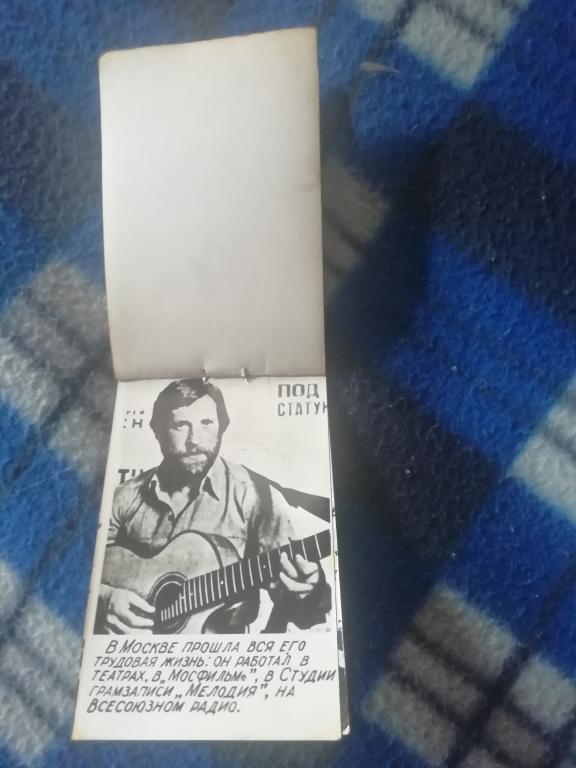 ПОД
СТАТУ
В МОСКВЕ ПРОШЛА ВСЯ ЕГО
ТРУДОВАЯ ЖИЗНЬ: ОН РАБОТАЛ В
ТЕАТРАХ, В „МОСФИЛЬМе", В СТУДИИ
ГРАМЗАПИСИ „МЕЛОДИЯ", НА
ВСЕСОЮЗНОМ РАДИО.